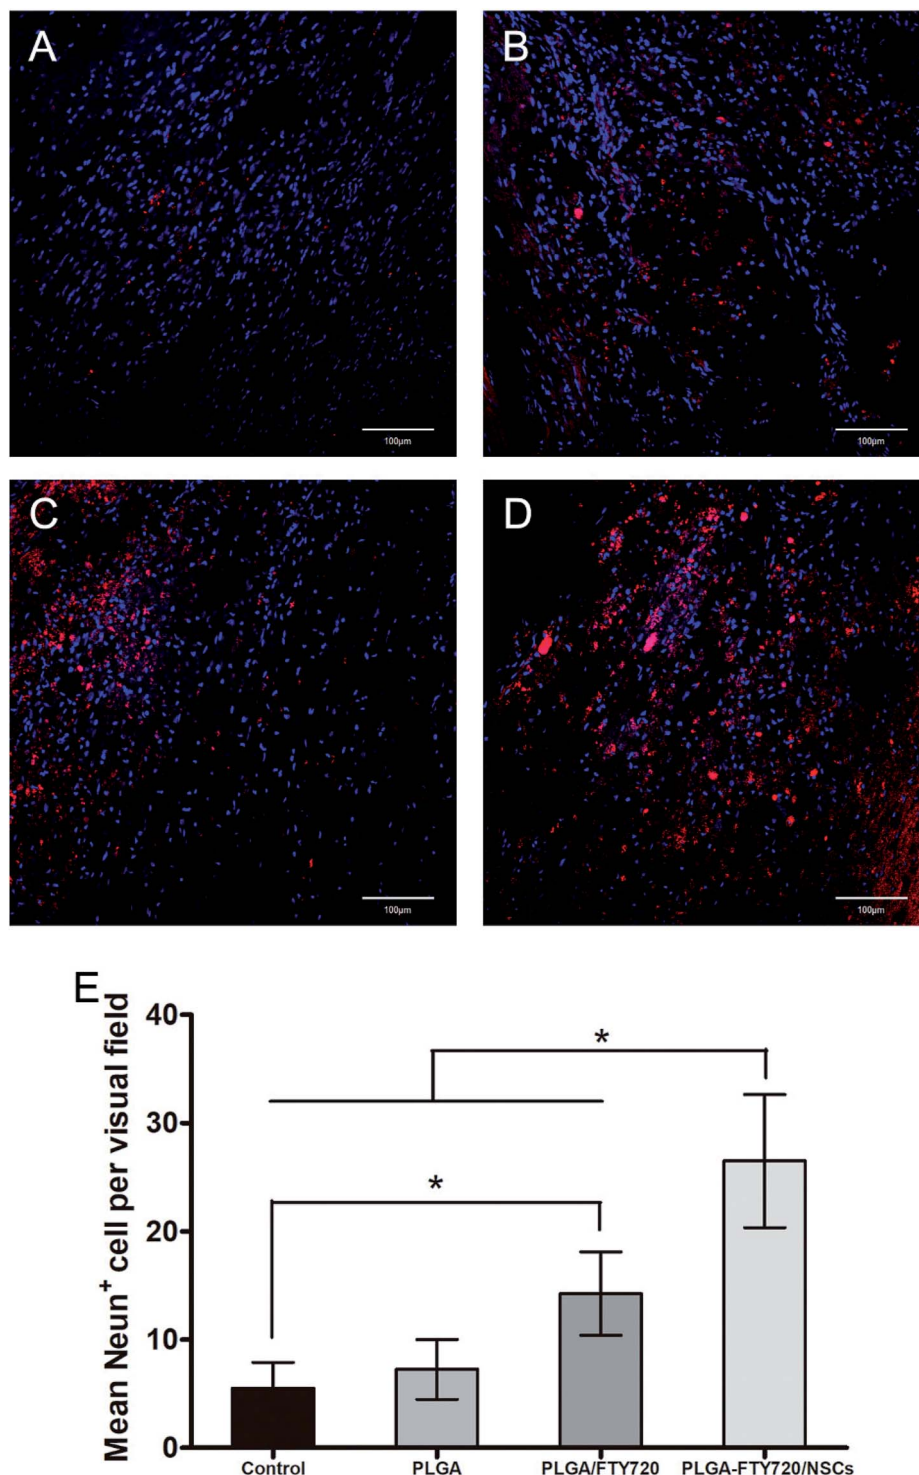 A
B
100μm
100μm
C
D
100μm
100μm
E
Mean Neun⁺ cell per visual field
40
30
20
10
0
*
*
Control
PLGA
PLGA/FTY720
PLGA-FTY720/NSCs